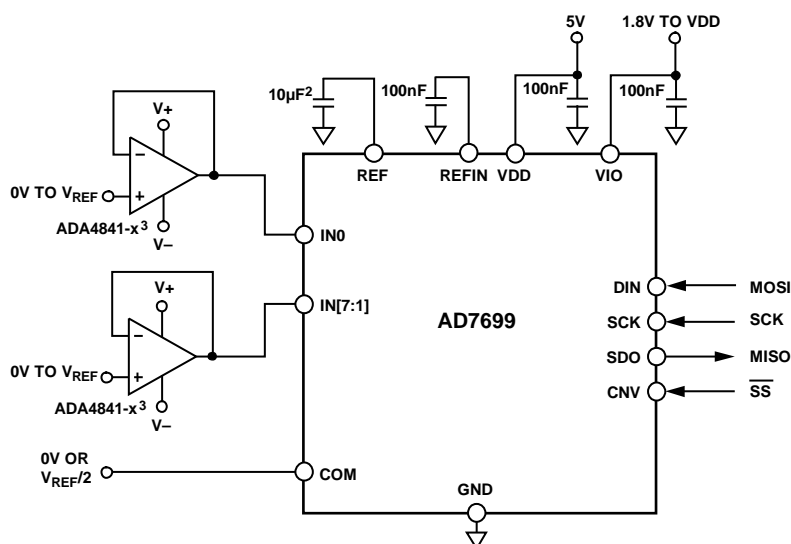 5V
1.8V TO VDD
10µF²
100nF
100nF
100nF
V+
REF
REFIN
VDD
VIO
−
0V TO VREF
+
ADA4841-x³
V−
IN0
V+
IN[7:1]
AD7699
DIN
MOSI
SCK
SCK
−
SDO
MISO
0V TO VREF
+
ADA4841-x³
V−
CNV
SS
0V OR
VREF/2
COM
GND